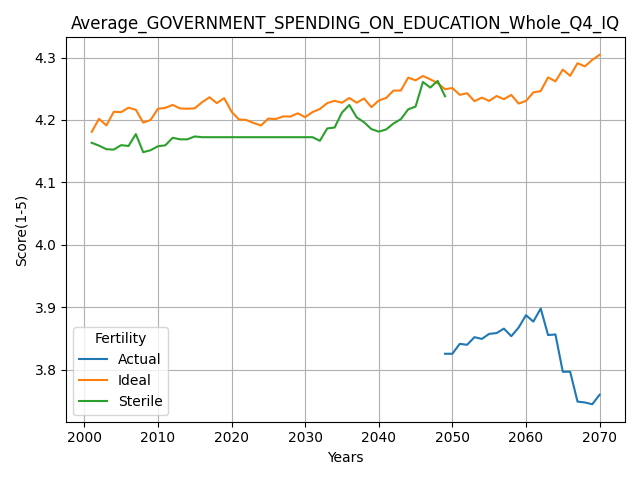 Average_GOVERNMENT_SPENDING_ON_EDUCATION_Whole_Q4_IQ
4.3
4.2
4.1
4.0
3.9
3.8
Score(1-5)
Fertility
Actual
Ideal
Sterile
2000 2010 2020 2030 2040 2050 2060 2070
Years